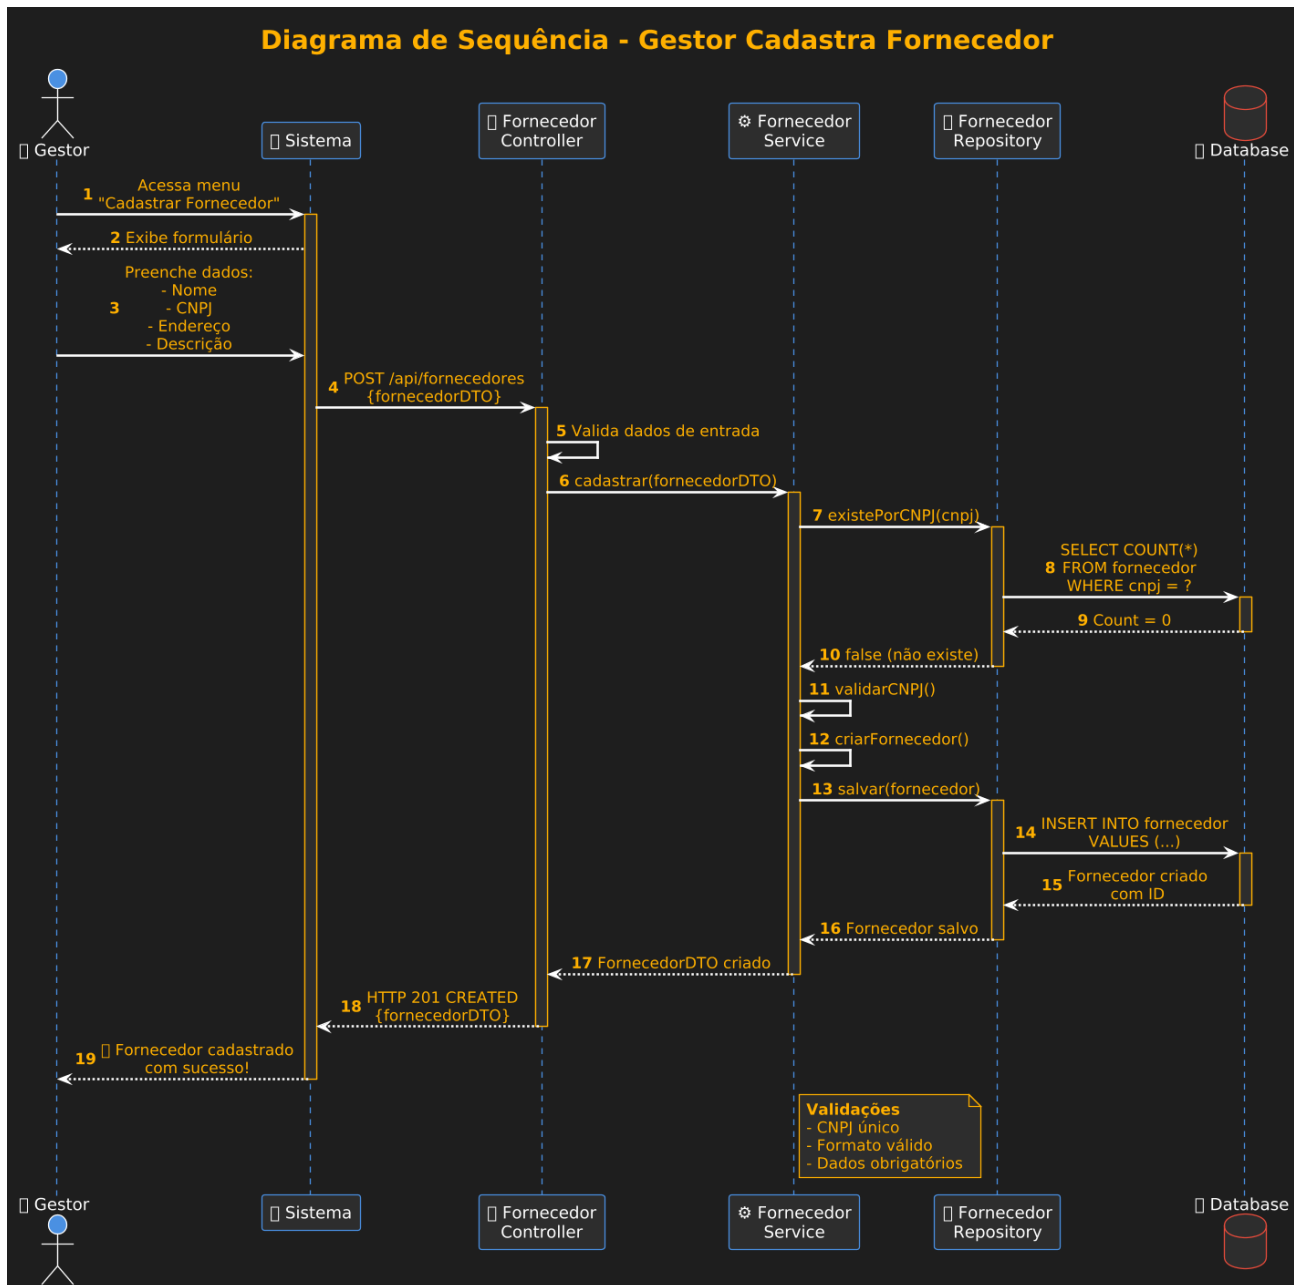 Diagrama de Sequência - Gestor Cadastra Fornecedor
Gestor
Sistema
Fornecedor
Controller
⚙ Fornecedor
Service
Fornecedor
Repository
Database
1 Acessa menu
"Cadastrar Fornecedor"
2 Exibe formulário
3 Preenche dados:
- Nome
- CNPJ
- Endereço
- Descrição
4 POST /api/fornecedores
{fornecedorDTO}
5 Valida dados de entrada
6 cadastrar(fornecedorDTO)
7 existePorCNPJ(cnpj)
8 SELECT COUNT(*)
FROM fornecedor
WHERE cnpj = ?
9 Count = 0
10 false (não existe)
11 validarCNPJ()
12 criarFornecedor()
13 salvar(fornecedor)
14 INSERT INTO fornecedor
VALUES (...)
15 Fornecedor criado
com ID
16 Fornecedor salvo
17 FornecedorDTO criado
18 HTTP 201 CREATED
{fornecedorDTO}
19 Fornecedor cadastrado
com sucesso!
Validações
- CNPJ único
- Formato válido
- Dados obrigatórios
Gestor
Sistema
Fornecedor
Controller
⚙ Fornecedor
Service
Fornecedor
Repository
Database